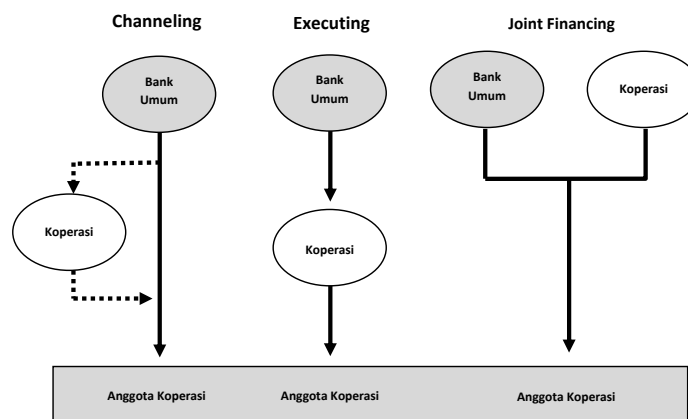 Channeling
Executing
Joint Financing
Bank
Umum
Bank
Umum
Bank
Umum
Koperasi
Koperasi
Koperasi
Anggota Koperasi
Anggota Koperasi
Anggota Koperasi